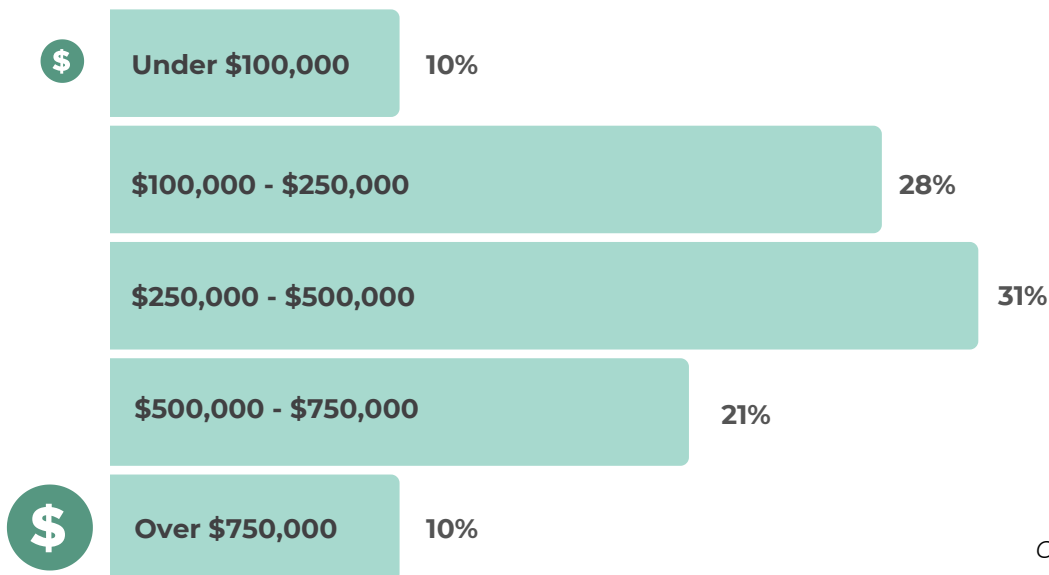 $
Under $100,000 10%
$100,000 - $250,000 28%
$250,000 - $500,000 31%
$500,000 - $750,000 21%
$
Over $750,000 10%